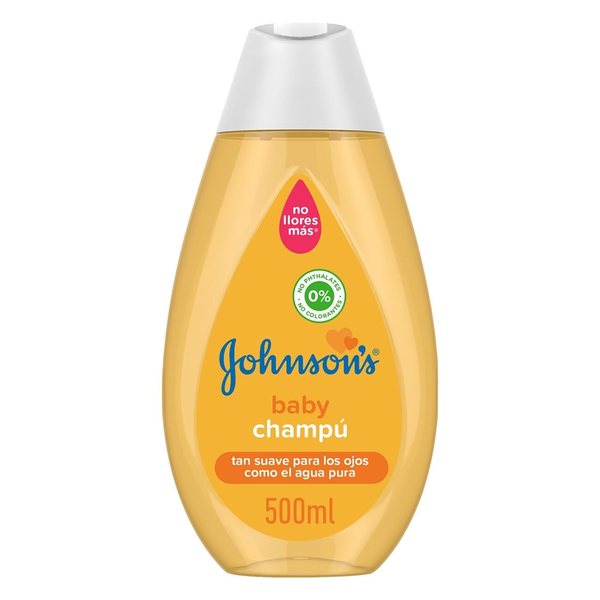 no
llores
más®
NO PHTHALATES
0%
NO COLORANTES
Johnson's®
baby
champú
tan suave para los ojos
como el agua pura
500ml